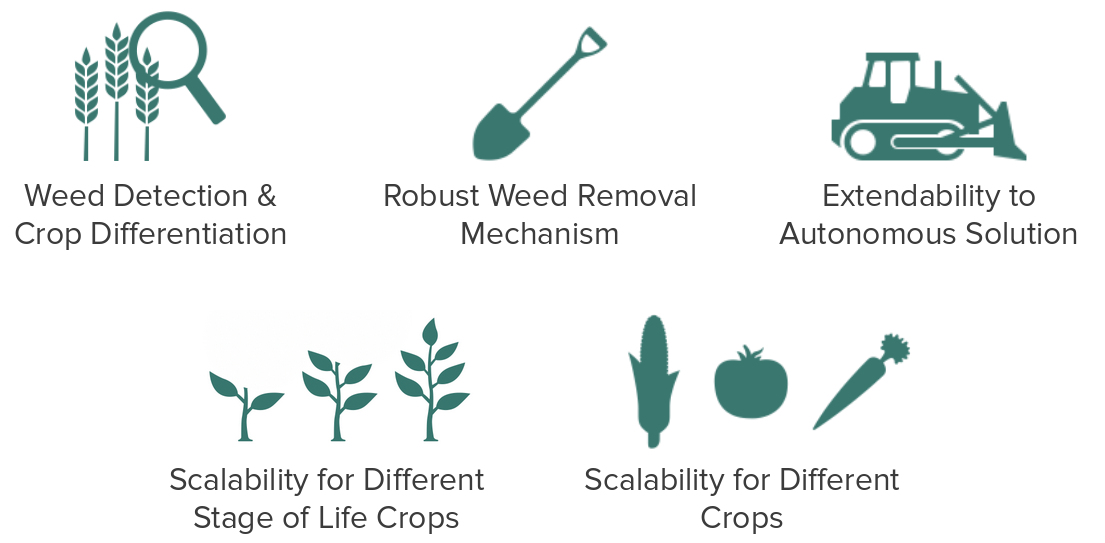 Weed Detection &
Crop Differentiation
Robust Weed Removal
Mechanism
Extendability to
Autonomous Solution
Scalability for Different
Stage of Life Crops
Scalability for Different
Crops